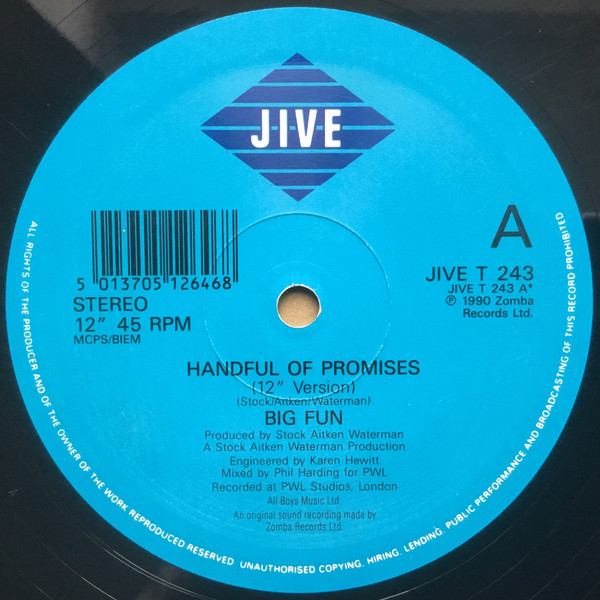 JIVE
A
5 013705 126468
STEREO
12" 45 RPM
MCPS/BIEM
JIVE T 243
JIVE T 243 A*
℗ 1990 Zomba
Records Ltd.
HANDFUL OF PROMISES
(12" Version)
(Stock/Aitken/Waterman)
BIG FUN
Produced by Stock Aitken Waterman
A Stock Aitken Waterman Production
Engineered by Karen Hewitt
Mixed by Phil Harding for PWL
Recorded at PWL Studios, London
All Boys Music Ltd.
An original sound recording made by
Zomba Records Ltd.
ALL RIGHTS OF THE PRODUCER AND OF THE OWNER OF THE WORK REPRODUCED RESERVED. UNAUTHORISED COPYING, HIRING, LENDING, PUBLIC PERFORMANCE AND BROADCASTING OF THIS RECORD PROHIBITED